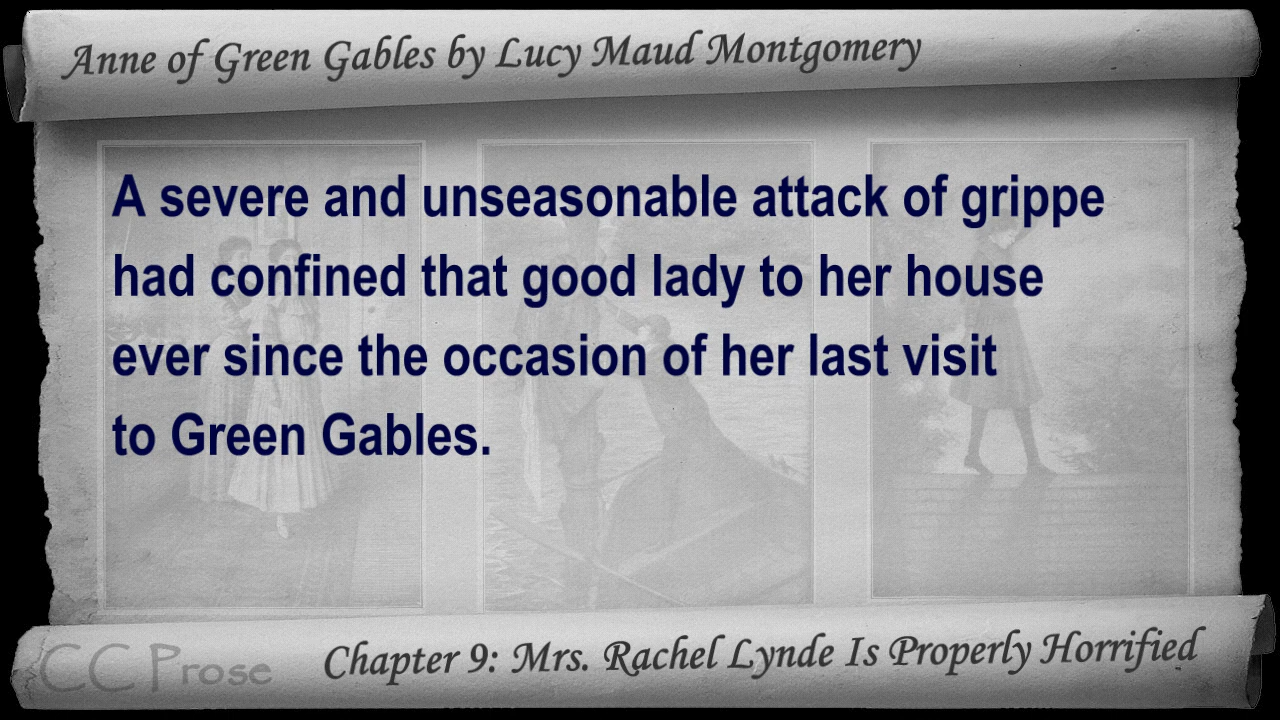 Anne of Green Gables by Lucy Maud Montgomery
A severe and unseasonable attack of grippe
had confined that good lady to her house
ever since the occasion of her last visit
to Green Gables.
CC Prose
Chapter 9: Mrs. Rachel Lynde Is Properly Horrified